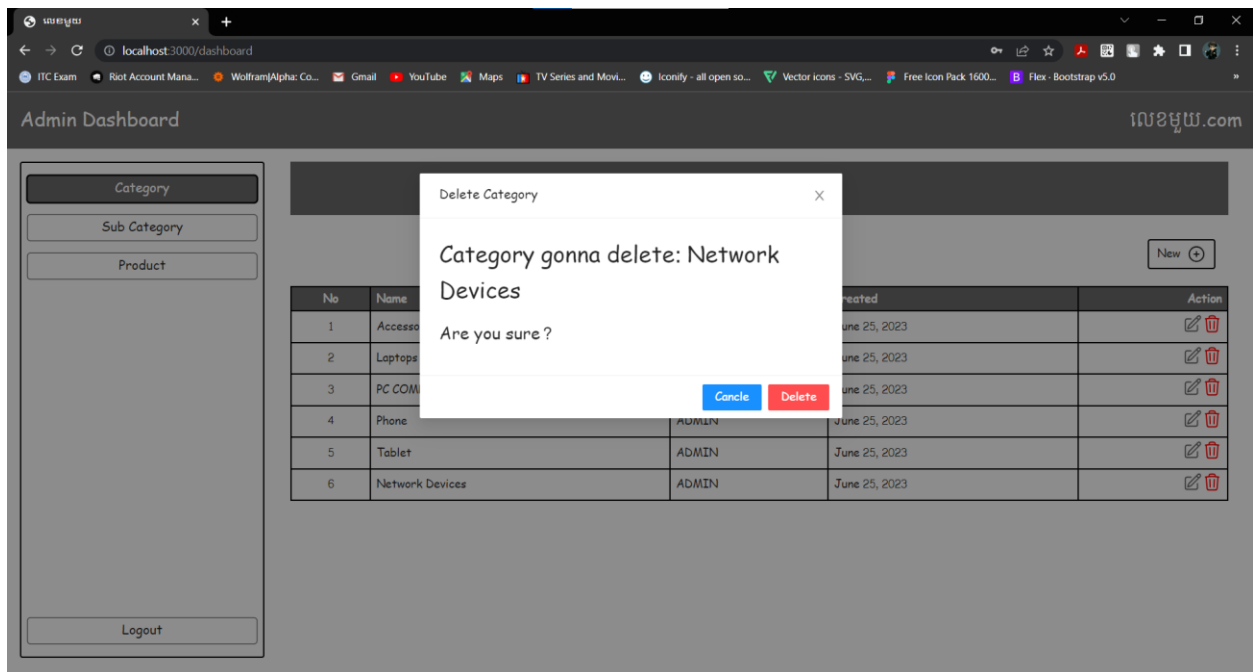 លេខមួយ
localhost:3000/dashboard
ITC Exam Riot Account Mana... Wolfram|Alpha: Co... Gmail YouTube Maps TV Series and Movi... Iconify - all open so... Vector icons - SVG,... Free Icon Pack 1600... Flex · Bootstrap v5.0 »
Admin Dashboard លេខមួយ.com
Category
Sub Category
Product
Logout
Delete Category X
Category gonna delete: Network
Devices
Are you sure?
Cancle Delete
New
No Name reated Action
1 Accesso une 25, 2023
2 Laptops une 25, 2023
3 PC COM une 25, 2023
4 Phone ADMIN June 25, 2023
5 Tablet ADMIN June 25, 2023
6 Network Devices ADMIN June 25, 2023